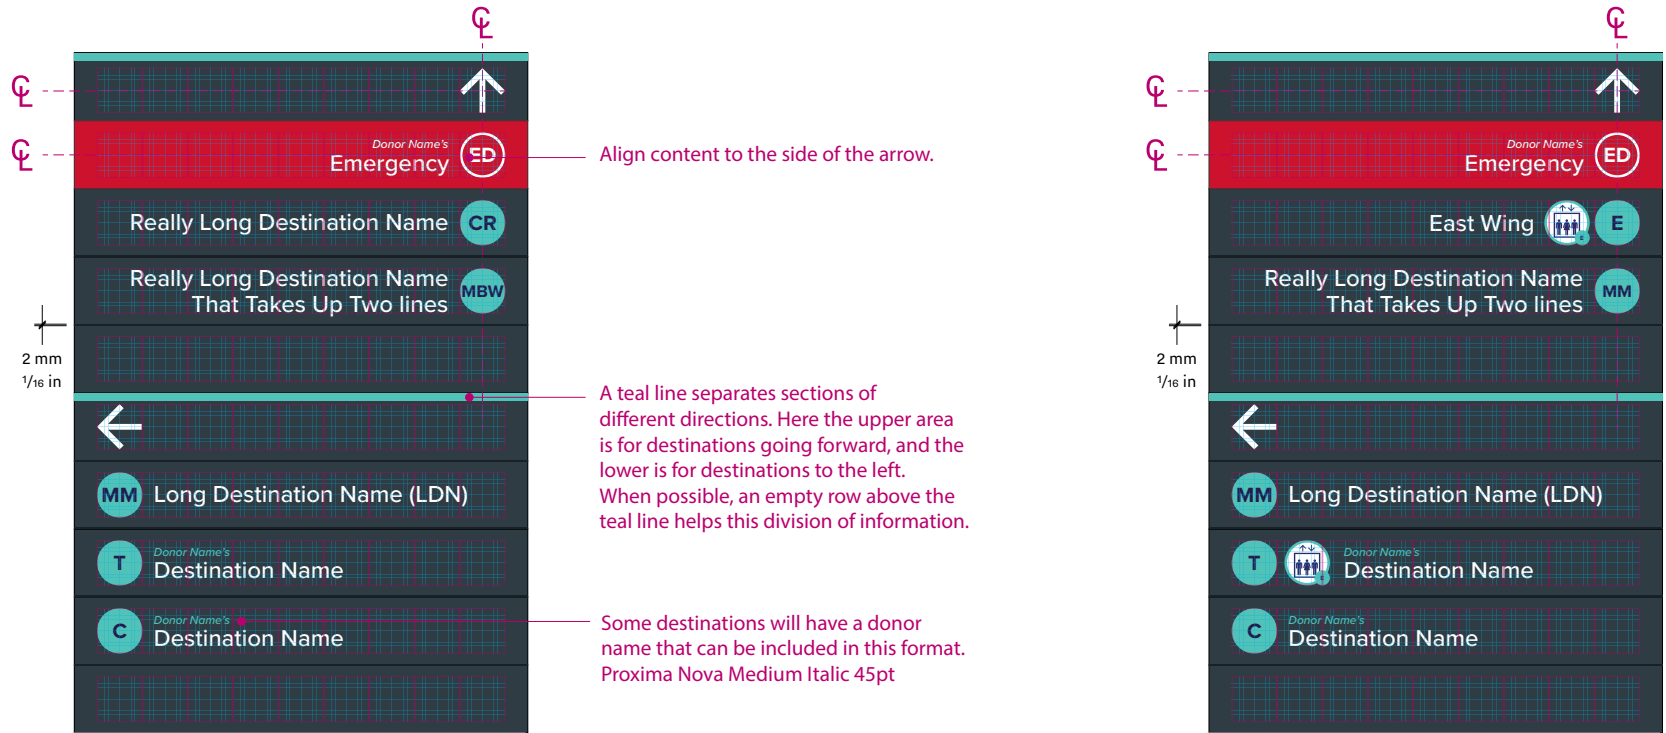 ℄
℄
℄
Donor Name's
Emergency ED
Really Long Destination Name CR
Really Long Destination Name
That Takes Up Two lines MBW
2 mm
1/16 in
MM Long Destination Name (LDN)
T Donor Name's
Destination Name
C Donor Name's
Destination Name
Align content to the side of the arrow.
A teal line separates sections of
different directions. Here the upper area
is for destinations going forward, and the
lower is for destinations to the left.
When possible, an empty row above the
teal line helps this division of information.
Some destinations will have a donor
name that can be included in this format.
Proxima Nova Medium Italic 45pt
℄
℄
℄
Donor Name's
Emergency ED
East Wing E E
Really Long Destination Name
That Takes Up Two lines MM
2 mm
1/16 in
MM Long Destination Name (LDN)
T E Donor Name's
Destination Name
C Donor Name's
Destination Name